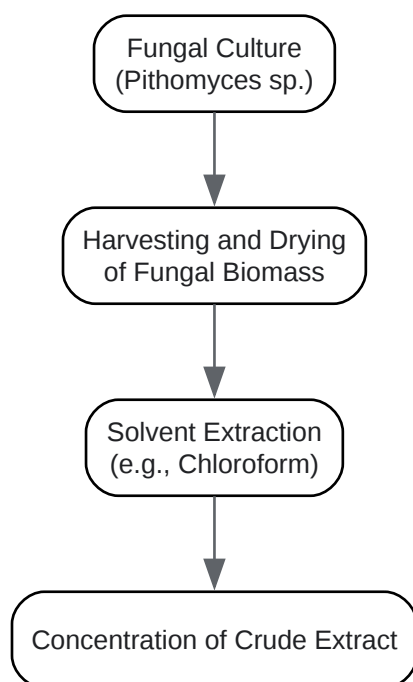 Fungal Culture
(Pithomyces sp.)
Harvesting and Drying
of Fungal Biomass
Solvent Extraction
(e.g., Chloroform)
Concentration of Crude Extract